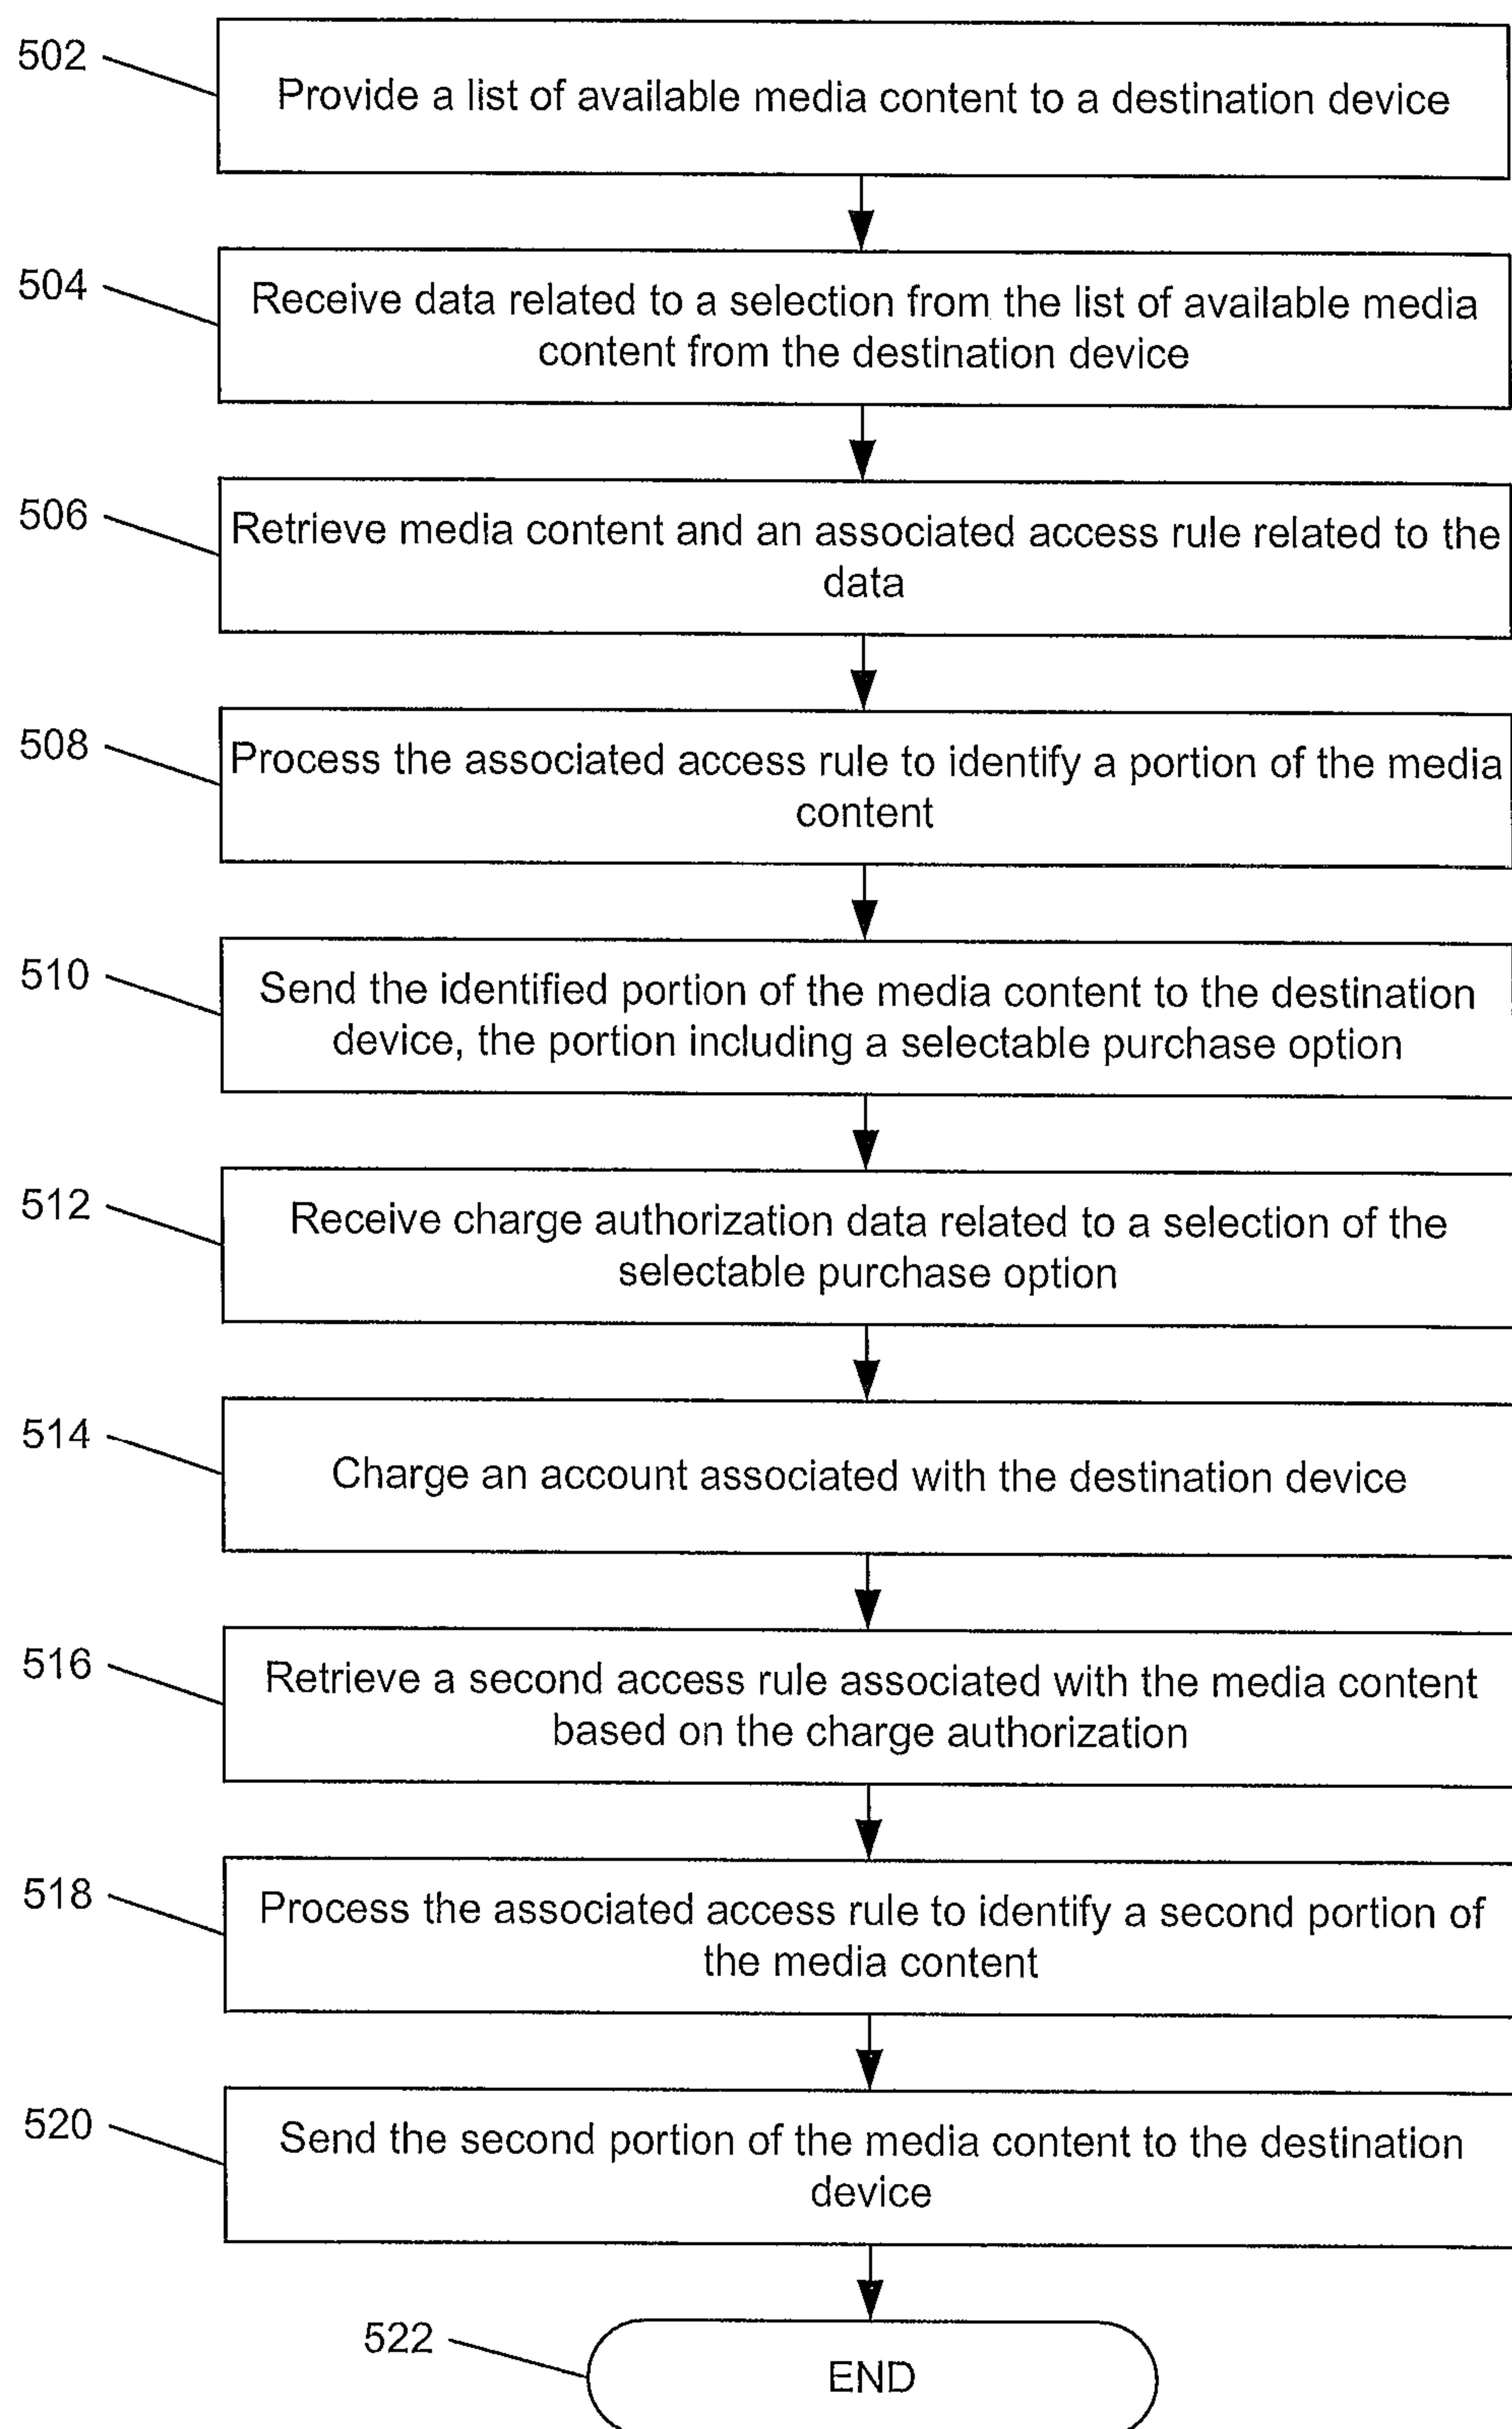 502
Provide a list of available media content to a destination device
504
Receive data related to a selection from the list of available media
content from the destination device
506
Retrieve media content and an associated access rule related to the
data
508
Process the associated access rule to identify a portion of the media
content
510
Send the identified portion of the media content to the destination
device, the portion including a selectable purchase option
512
Receive charge authorization data related to a selection of the
selectable purchase option
514
Charge an account associated with the destination device
516
Retrieve a second access rule associated with the media content
based on the charge authorization
518
Process the associated access rule to identify a second portion of
the media content
520
Send the second portion of the media content to the destination
device
522
END